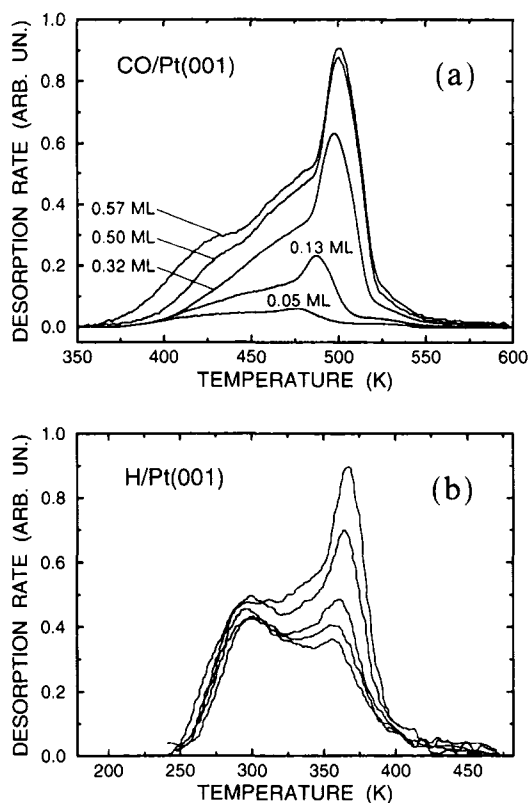 DESORPTION RATE (ARB. UN.)
1.0
0.8
0.6
0.4
0.2
0.0
CO/Pt(001)
(a)
0.57 ML
0.50 ML
0.32 ML
0.13 ML
0.05 ML
350 400 450 500 550 600
TEMPERATURE (K)
DESORPTION RATE (ARB. UN.)
1.0
0.8
0.6
0.4
0.2
0.0
H/Pt(001)
(b)
200 250 300 350 400 450
TEMPERATURE (K)